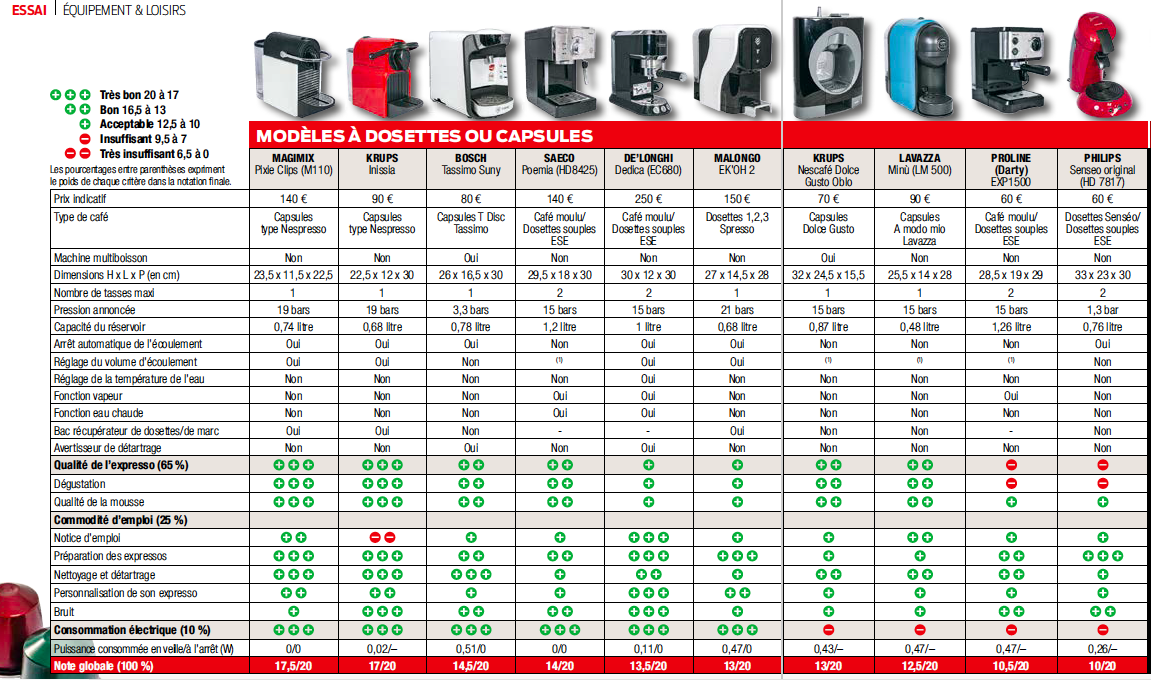 ESSAI | ÉQUIPEMENT & LOISIRS
+++ Très bon 20 à 17
++ Bon 16,5 à 13
+ Acceptable 12,5 à 10
− Insuffisant 9,5 à 7
−− Très insuffisant 6,5 à 0
Les pourcentages entre parenthèses expriment
le poids de chaque critère dans la notation finale.
MODÈLES À DOSETTES OU CAPSULES
MAGIMIX KRUPS BOSCH SAECO DE'LONGHI MALONGO KRUPS LAVAZZA PROLINE PHILIPS
Pixie Clips (M110) Inissia Tassimo Suny Poemia (HD8425) Dedica (EC680) EK'OH 2 Nescafé Dolce Minù (LM 500) (Darty) Senseo original
Gusto Oblo EXP1500 (HD 7817)
Prix indicatif 140 € 90 € 80 € 140 € 250 € 150 € 70 € 90 € 60 € 60 €
Type de café Capsules Capsules Capsules T Disc Café moulu/ Café moulu/ Dosettes 1,2,3 Capsules Capsules Café moulu/ Dosettes Senséo/
type Nespresso type Nespresso Tassimo Dosettes souples Dosettes souples Spresso Dolce Gusto A modo mio Dosettes souples Dosettes souples
ESE ESE Lavazza ESE ESE
Machine multiboisson Non Non Oui Non Non Non Oui Non Non Non
Dimensions H x L x P (en cm) 23,5 x 11,5 x 22,5 22,5 x 12 x 30 26 x 16,5 x 30 29,5 x 18 x 30 30 x 12 x 30 27 x 14,5 x 28 32 x 24,5 x 15,5 25,5 x 14 x 28 28,5 x 19 x 29 33 x 23 x 30
Nombre de tasses maxi 1 1 1 2 2 1 1 1 2 2
Pression annoncée 19 bars 19 bars 3,3 bars 15 bars 15 bars 21 bars 15 bars 15 bars 15 bars 1,3 bar
Capacité du réservoir 0,74 litre 0,68 litre 0,78 litre 1,2 litre 1 litre 0,68 litre 0,87 litre 0,48 litre 1,26 litre 0,76 litre
Arrêt automatique de l'écoulement Oui Oui Oui Non Oui Oui Non Non Non Oui
Réglage du volume d'écoulement Oui Oui Non (1) Oui Oui (1) (1) (1) Non
Réglage de la température de l'eau Non Non Non Non Oui Non Non Non Non Non
Fonction vapeur Non Non Non Oui Oui Non Non Non Oui Non
Fonction eau chaude Non Non Non Oui Oui Non Non Non Non Non
Bac récupérateur de dosettes/de marc Oui Oui Non - - Oui Non Non - Non
Avertisseur de détartrage Non Non Oui Non Oui Non Non Non Non Non
Qualité de l'expresso (65 %) +++ +++ ++ ++ + + ++ ++ − −
Dégustation +++ +++ ++ ++ + + ++ ++ − −
Qualité de la mousse +++ +++ ++ ++ + + ++ ++ + +
Commodité d'emploi (25 %)
Notice d'emploi ++ −− + + +++ + + ++ + +
Préparation des expressos +++ +++ ++ ++ +++ +++ + + ++ +++
Nettoyage et détartrage +++ +++ +++ + ++ + ++ ++ ++ +
Personnalisation de son expresso ++ ++ + + +++ ++ + + + +
Bruit + +++ ++ ++ +++ + + + ++ ++
Consommation électrique (10 %) +++ +++ +++ +++ +++ +++ − − − −
Puissance consommée en veille/à l'arrêt (W) 0/0 0,02/– 0,51/0 0/0 0,11/0 0,47/0 0,43/– 0,47/– 0,47/– 0,26/–
Note globale (100 %) 17,5/20 17/20 14,5/20 14/20 13,5/20 13/20 13/20 12,5/20 10,5/20 10/20